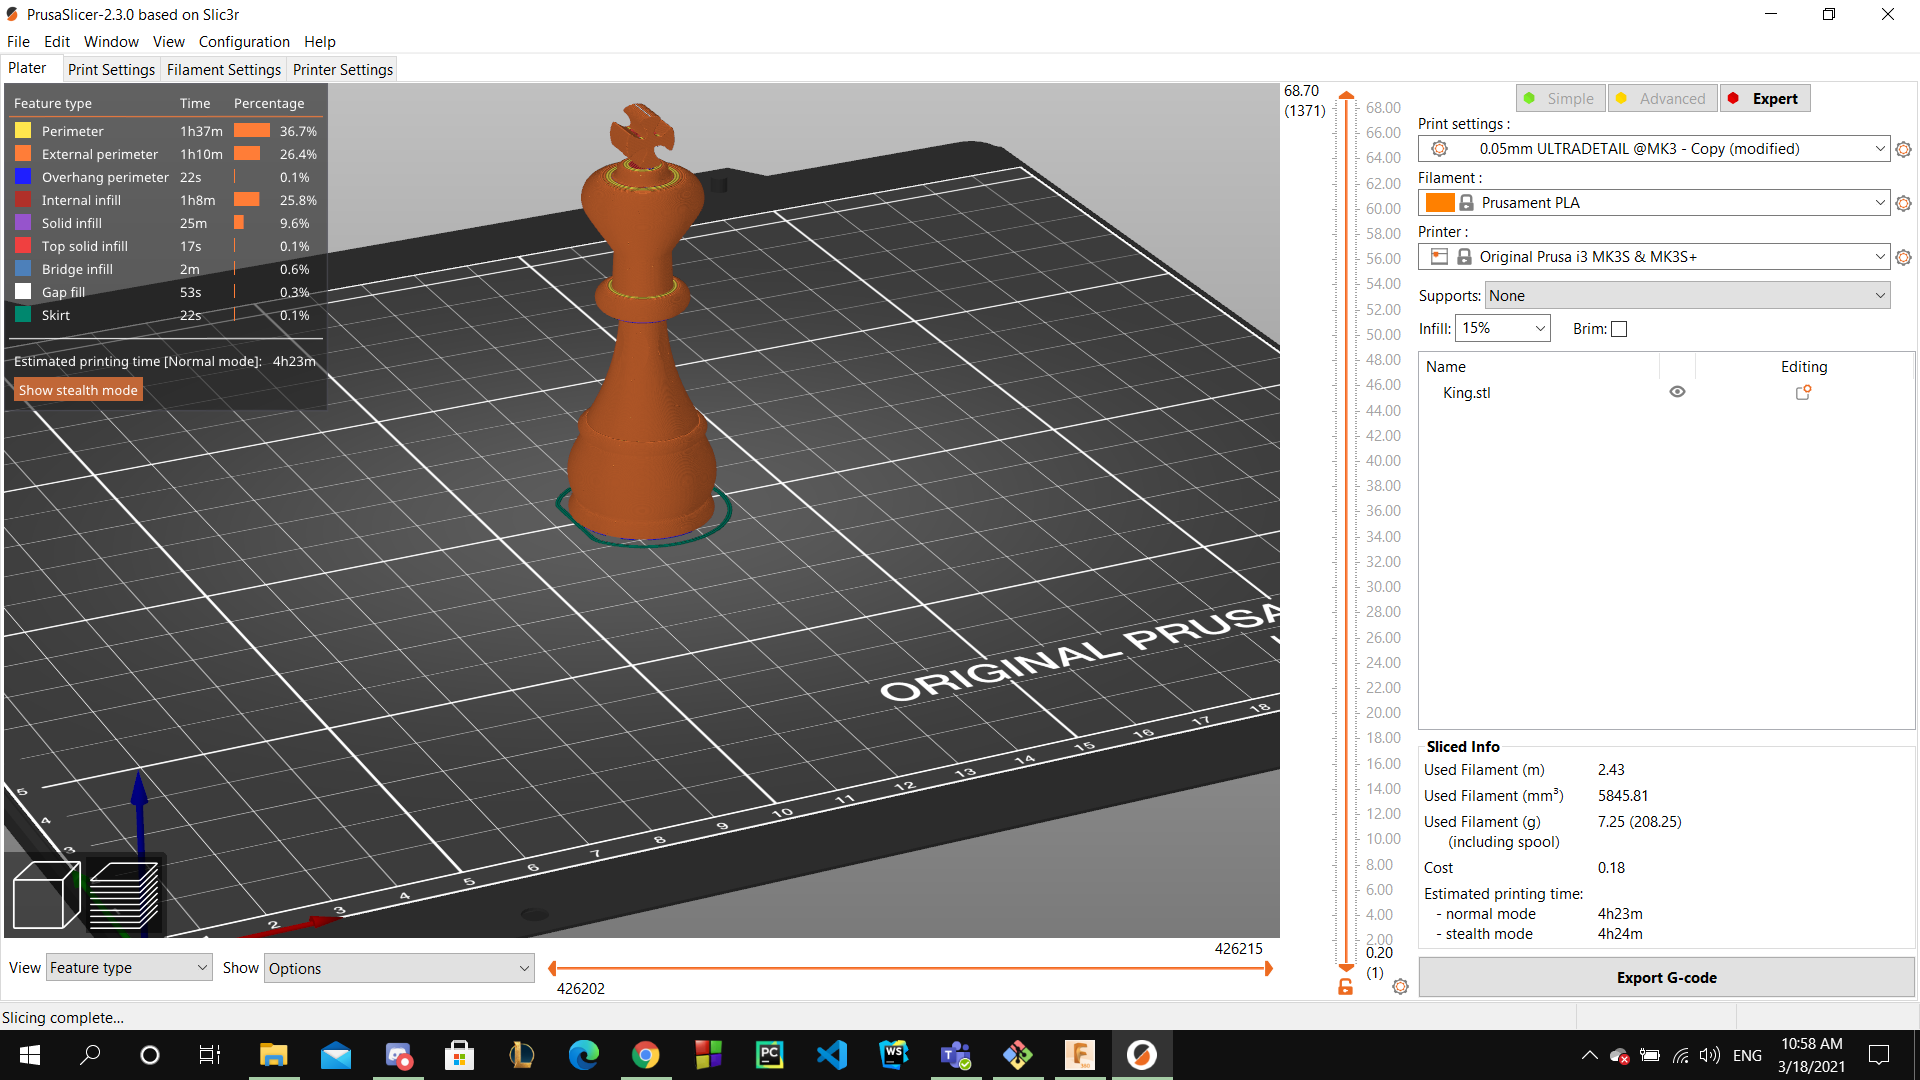 PrusaSlicer-2.3.0 based on Slic3r
File Edit Window View Configuration Help
Plater Print Settings Filament Settings Printer Settings
Feature type Time Percentage
Perimeter 1h37m 36.7%
External perimeter 1h10m 26.4%
Overhang perimeter 22s 0.1%
Internal infill 1h8m 25.8%
Solid infill 25m 9.6%
Top solid infill 17s 0.1%
Bridge infill 2m 0.6%
Gap fill 53s 0.3%
Skirt 22s 0.1%
Estimated printing time [Normal mode]: 4h23m
Show stealth mode
ORIGINAL PRUSA
5
4
3
2 3 4 5 6 7 8 9 10 11 12 13 14 15 16 17 18
68.70
(1371)
68.00
66.00
64.00
62.00
60.00
58.00
56.00
54.00
52.00
50.00
48.00
46.00
44.00
42.00
40.00
38.00
36.00
34.00
32.00
30.00
28.00
26.00
24.00
22.00
20.00
18.00
16.00
14.00
12.00
10.00
8.00
6.00
4.00
2.00
0.20
(1)
Simple Advanced Expert
Print settings :
0.05mm ULTRADETAIL @MK3 - Copy (modified)
Filament :
Prusament PLA
Printer :
Original Prusa i3 MK3S & MK3S+
Supports: None
Infill: 15% Brim:
Name Editing
King.stl
Sliced Info
Used Filament (m) 2.43
Used Filament (mm³) 5845.81
Used Filament (g) 7.25 (208.25)
(including spool)
Cost 0.18
Estimated printing time:
- normal mode 4h23m
- stealth mode 4h24m
Export G-code
View Feature type Show Options
426215
426202
Slicing complete...
PC
WS
ENG
10:58 AM
3/18/2021